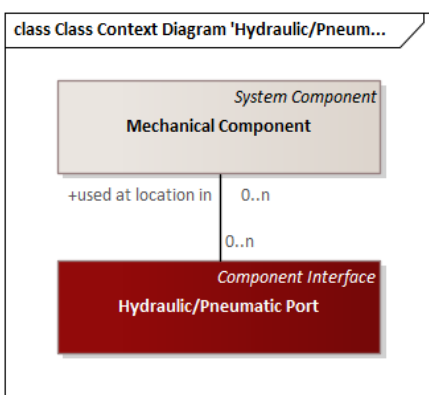 class Class Context Diagram 'Hydraulic/Pneum...
System Component
Mechanical Component
+used at location in 0..n
0..n
Component Interface
Hydraulic/Pneumatic Port